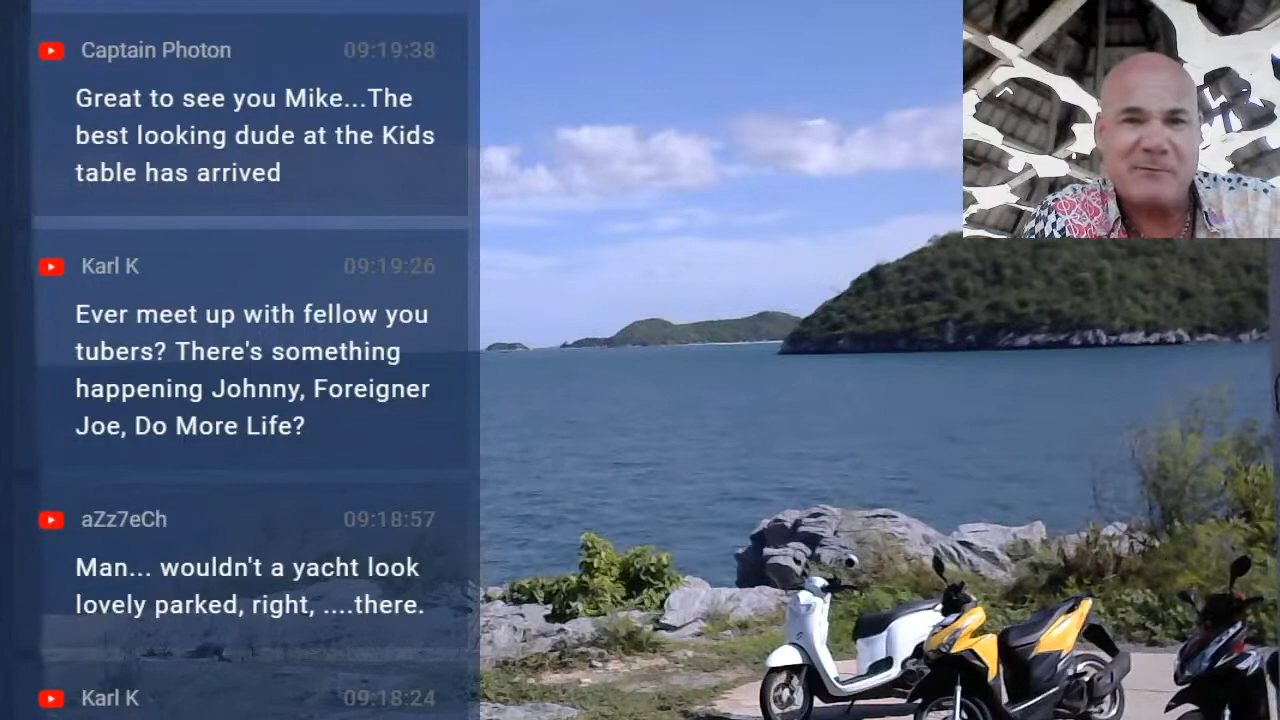 Captain Photon 09:19:38
Great to see you Mike...The
best looking dude at the Kids
table has arrived
Karl K 09:19:26
Ever meet up with fellow you
tubers? There's something
happening Johnny, Foreigner
Joe, Do More Life?
aZz7eCh 09:18:57
Man... wouldn't a yacht look
lovely parked, right, ....there.
Karl K 09:18:24